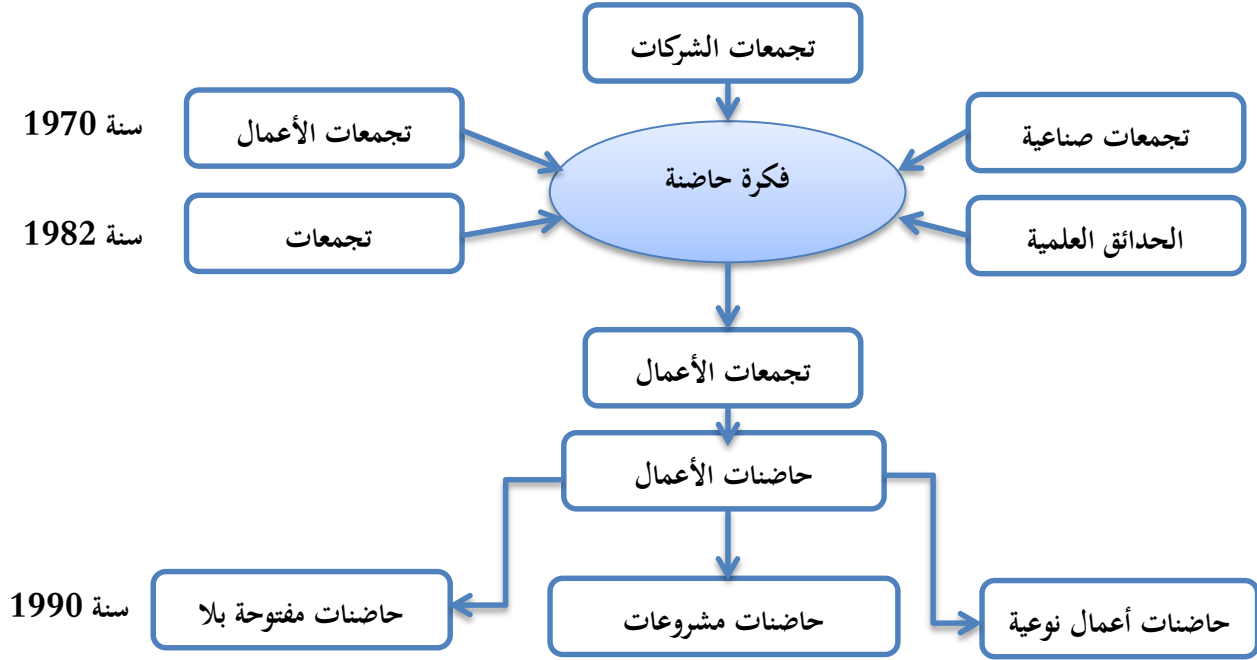 تجمعات الشركات
تجمعات صناعية
تجمعات الأعمال
سنة 1970
فكرة حاضنة
الحدائق العلمية
تجمعات
سنة 1982
تجمعات الأعمال
حاضنات الأعمال
حاضنات أعمال نوعية
حاضنات مشروعات
حاضنات مفتوحة بلا
سنة 1990